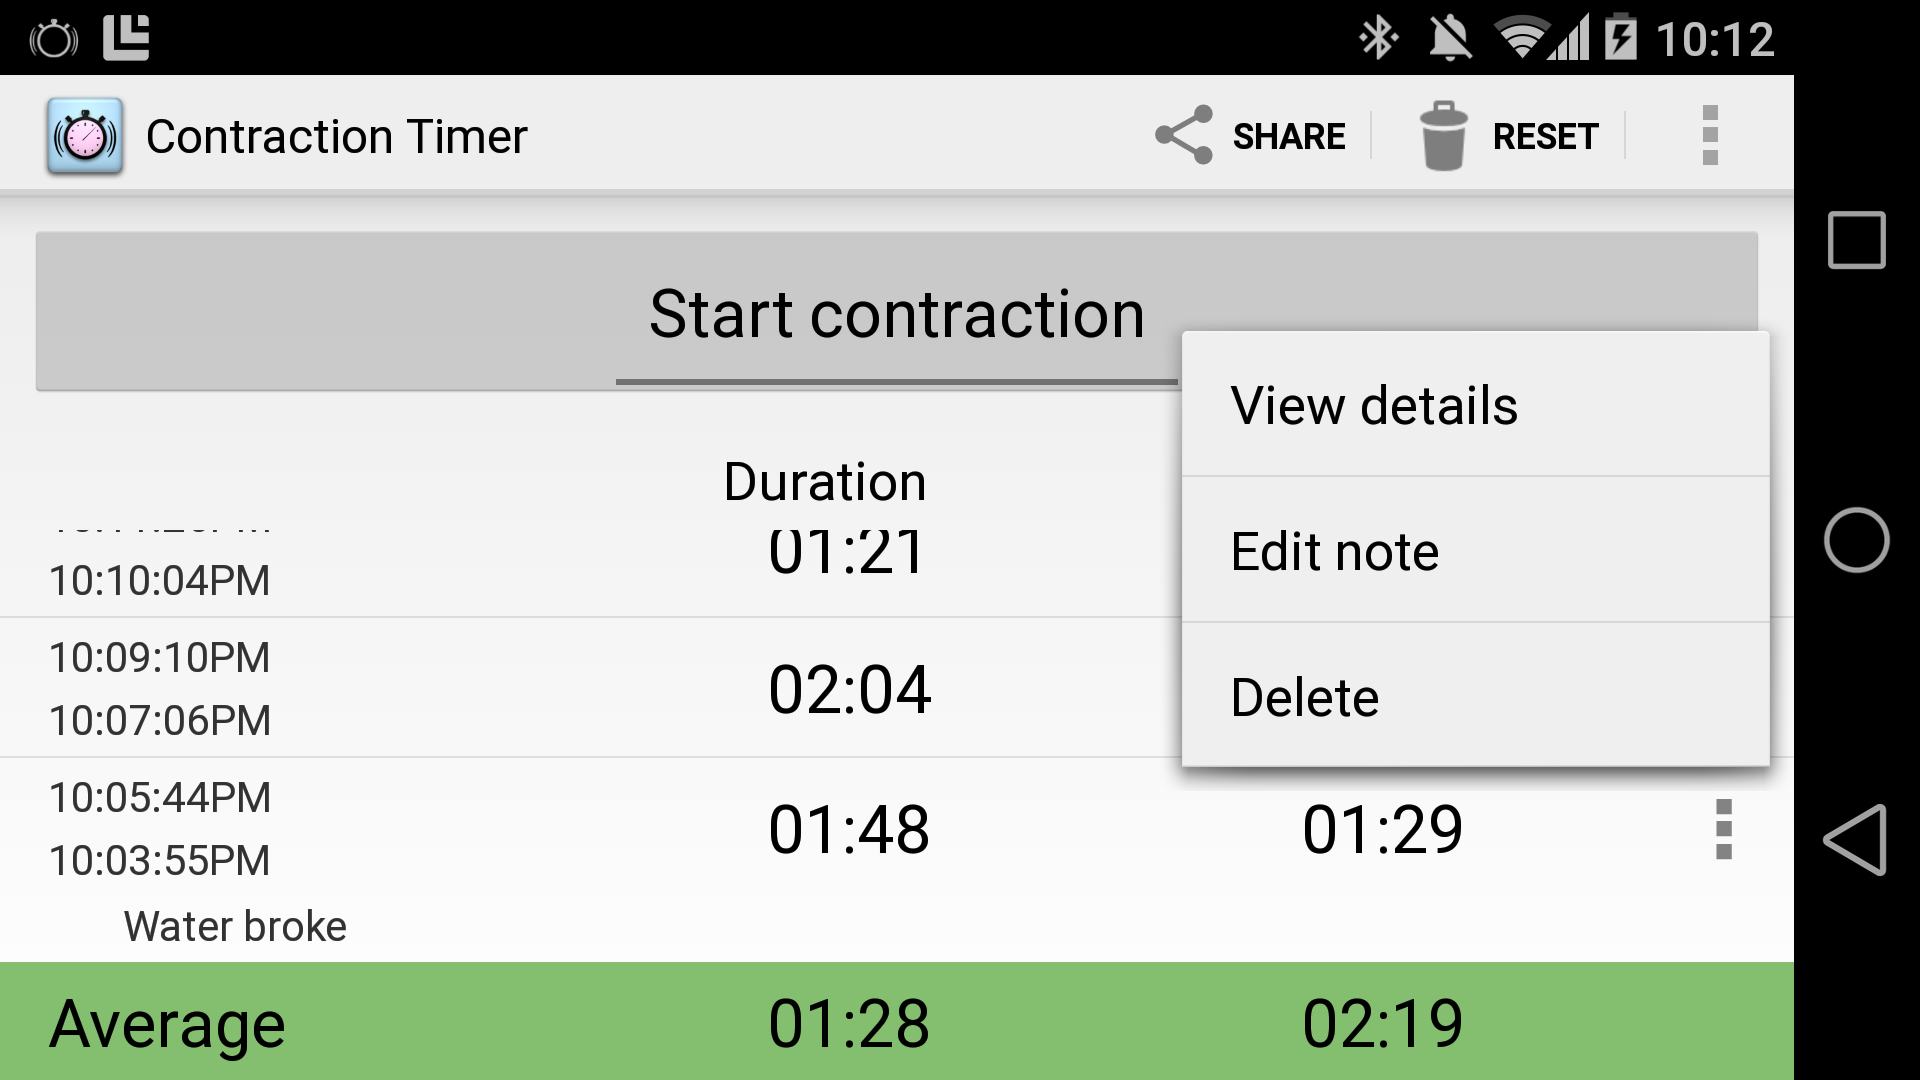 10:12
Contraction Timer
SHARE
RESET
Start contraction
View details
Duration
Edit note
01:21
10:10:04PM
10:09:10PM
02:04
Delete
10:07:06PM
10:05:44PM
01:48
01:29
10:03:55PM
Water broke
Average
01:28
02:19